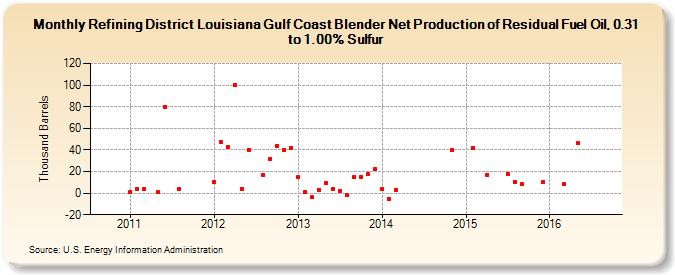 Monthly Refining District Louisiana Gulf Coast Blender Net Production of Residual Fuel Oil, 0.31
to 1.00% Sulfur
Thousand Barrels
120
100
80
60
40
20
0
-20
2011 2012 2013 2014 2015 2016
Source: U.S. Energy Information Administration